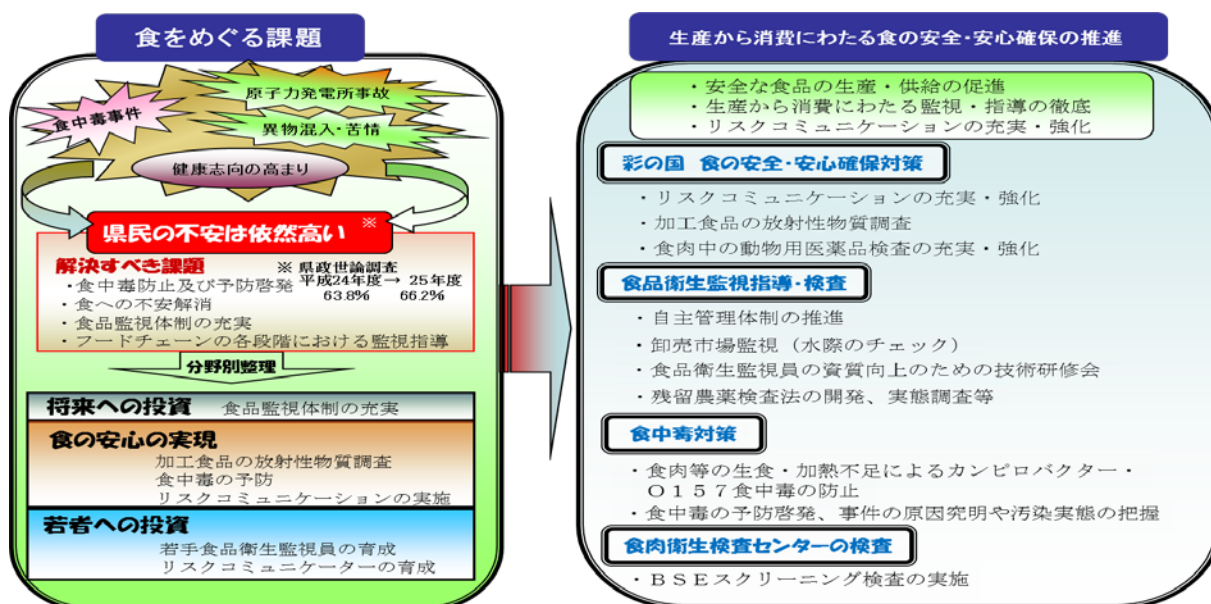 食をめぐる課題
原子力発電所事故
食中毒事件
異物混入・苦情
健康志向の高まり
県民の不安は依然高い ※
解決すべき課題
※ 県政世論調査
平成24年度→ 25年度
63.8% 66.2%
・食中毒防止及び予防啓発
・食への不安解消
・食品監視体制の充実
・フードチェーンの各段階における監視指導
分野別整理
将来への投資 食品監視体制の充実
食の安心の実現
加工食品の放射性物質調査
食中毒の予防
リスクコミュニケーションの実施
若者への投資
若手食品衛生監視員の育成
リスクコミュニケーターの育成
生産から消費にわたる食の安全・安心確保の推進
・安全な食品の生産・供給の促進
・生産から消費にわたる監視・指導の徹底
・リスクコミュニケーションの充実・強化
彩の国 食の安全・安心確保対策
・リスクコミュニケーションの充実・強化
・加工食品の放射性物質調査
・食肉中の動物用医薬品検査の充実・強化
食品衛生監視指導・検査
・自主管理体制の推進
・卸売市場監視（水際のチェック）
・食品衛生監視員の資質向上のための技術研修会
・残留農薬検査法の開発、実態調査等
食中毒対策
・食肉等の生食・加熱不足によるカンピロバクター・
Ｏ１５７食中毒の防止
・食中毒の予防啓発、事件の原因究明や汚染実態の把握
食肉衛生検査センターの検査
・ＢＳＥスクリーニング検査の実施